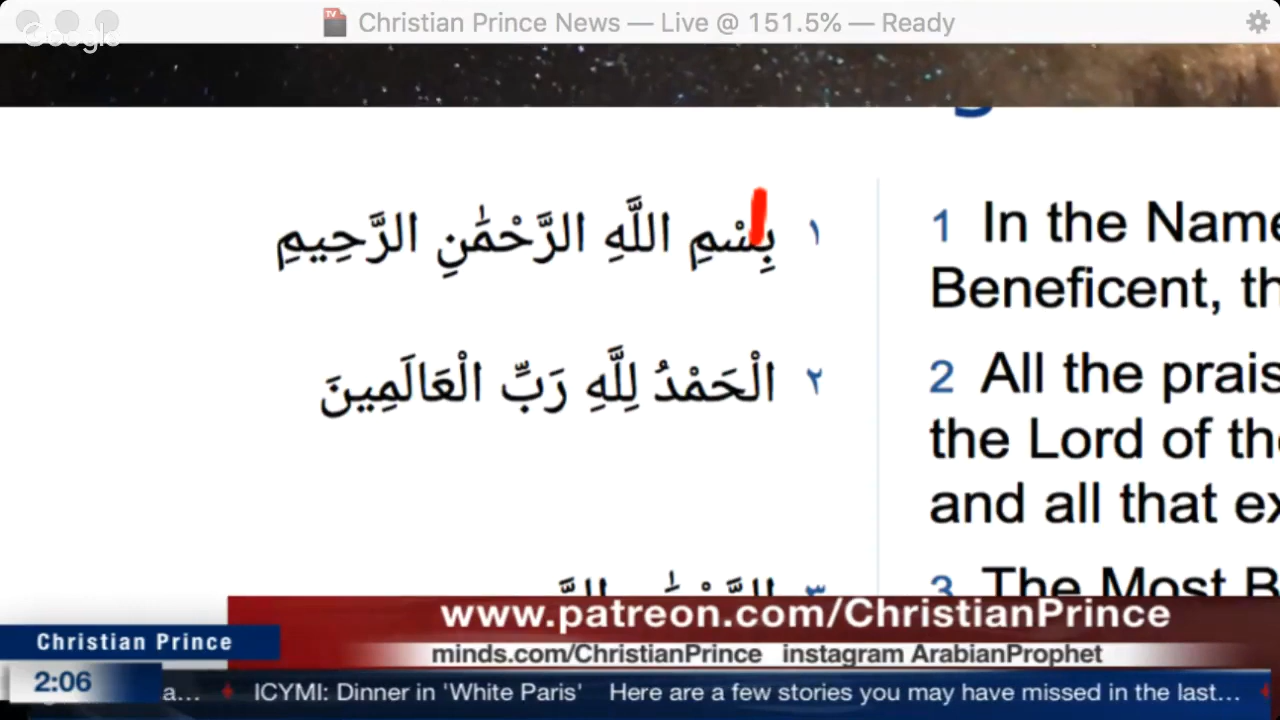 Christian Prince News — Live @ 151.5% — Ready
Google
١ بِسْمِ اللَّهِ الرَّحْمَٰنِ الرَّحِيمِ
1 In the Name
Beneficent, th
٢ الْحَمْدُ لِلَّهِ رَبِّ الْعَالَمِينَ
2 All the prais
the Lord of the
and all that ex
٣
3 The Most B
www.patreon.com/ChristianPrince
Christian Prince
minds.com/ChristianPrince instagram ArabianProphet
2:06
a... ICYMI: Dinner in 'White Paris' Here are a few stories you may have missed in the last...